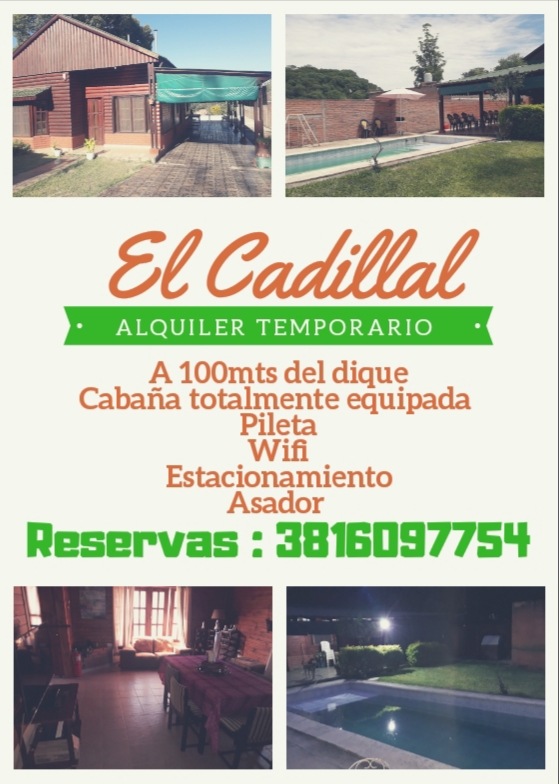 El Cadillal
ALQUILER TEMPORARIO
A 100mts del dique
Cabaña totalmente equipada
Pileta
Wifi
Estacionamiento
Asador
Reservas : 3816097754